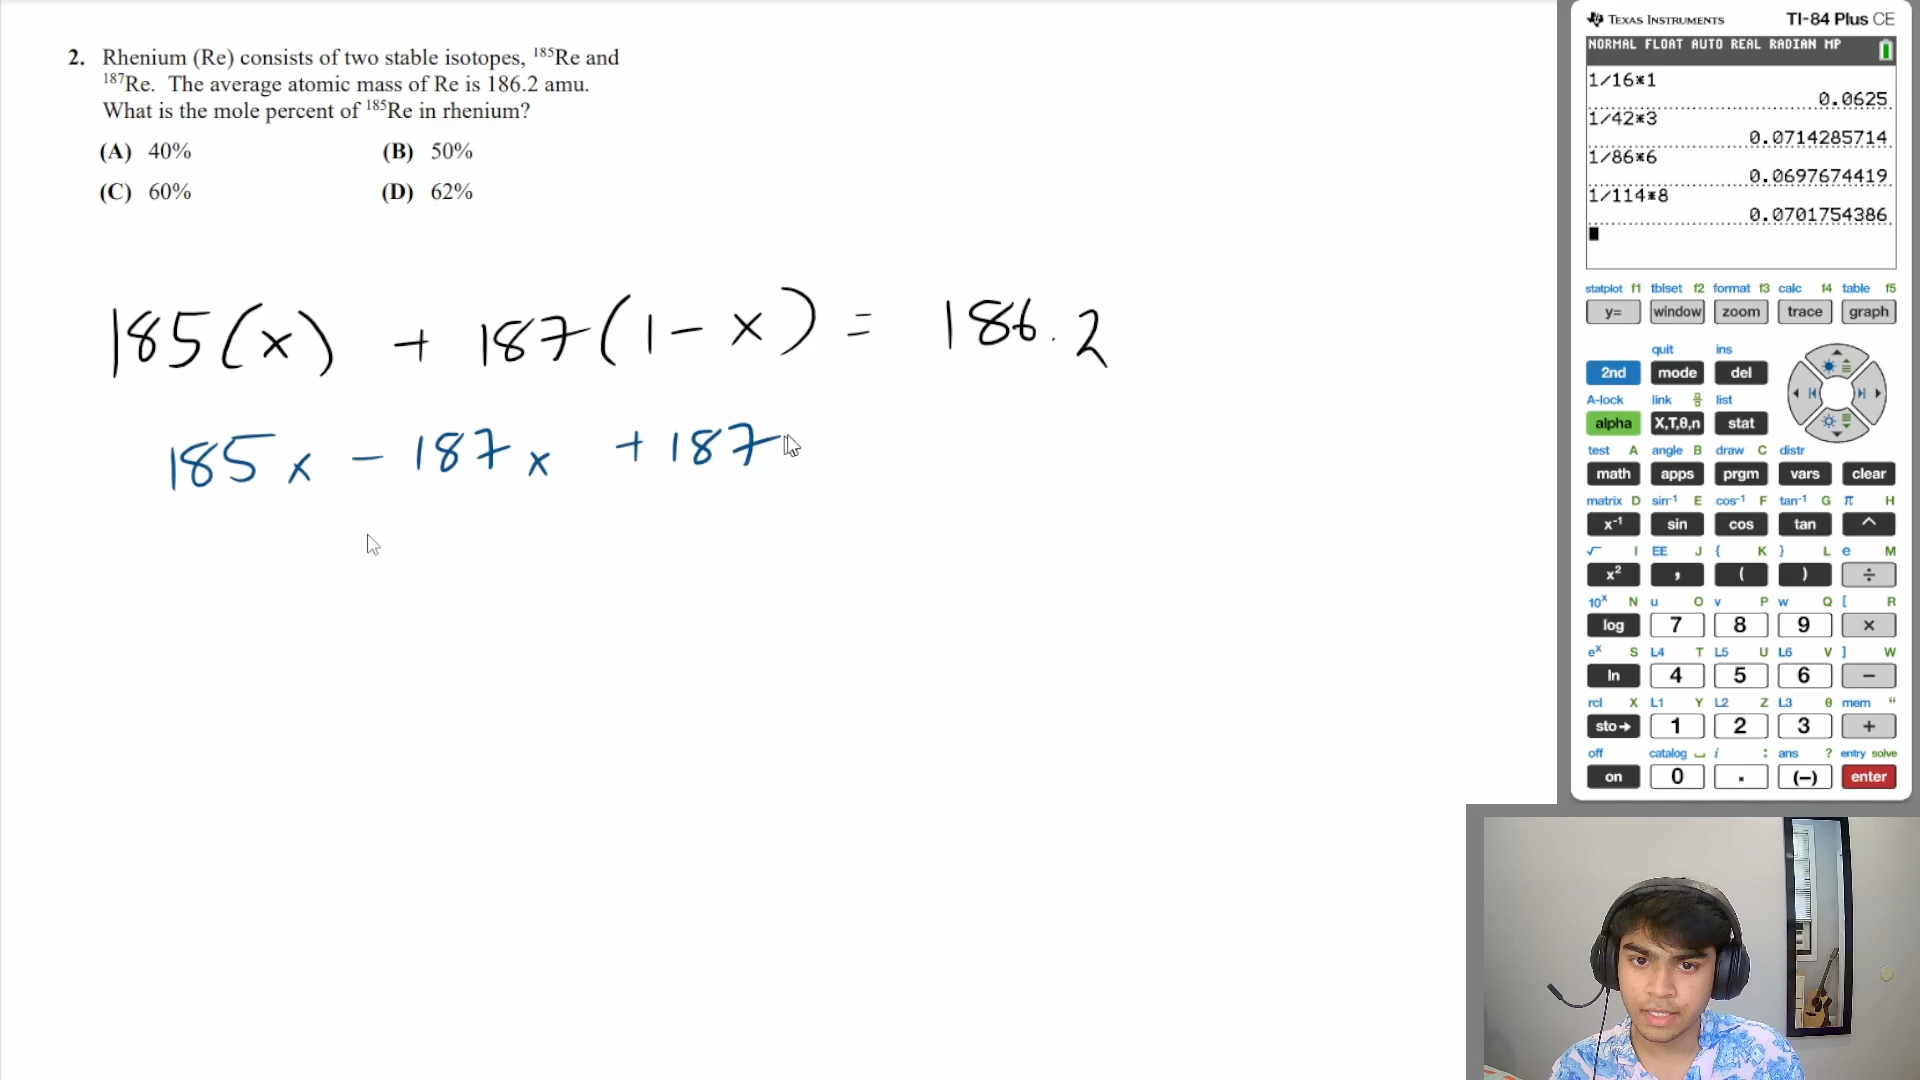 2. Rhenium (Re) consists of two stable isotopes, ¹⁸⁵Re and
¹⁸⁷Re. The average atomic mass of Re is 186.2 amu.
What is the mole percent of ¹⁸⁵Re in rhenium?
(A) 40% (B) 50%
(C) 60% (D) 62%
185(x) + 187(1-x) = 186.2
185x - 187x + 187
TEXAS INSTRUMENTS TI-84 Plus CE
NORMAL FLOAT AUTO REAL RADIAN MP
1/16*1
0.0625
1/42*3
0.0714285714
1/86*6
0.0697674419
1/114*8
0.0701754386
statplot f1 tblset f2 format f3 calc f4 table f5
y= window zoom trace graph
quit ins
2nd mode del
A-lock link list
alpha X,T,θ,n stat
test A angle B draw C distr
math apps prgm vars clear
matrix D sin⁻¹ E cos⁻¹ F tan⁻¹ G π H
x⁻¹ sin cos tan ^
√ I EE J { K } L e M
x² , ( ) ÷
10ˣ N u O v P w Q [ R
log 7 8 9 ×
eˣ S L4 T L5 U L6 V ] W
ln 4 5 6 −
rcl X L1 Y L2 Z L3 θ mem “
sto→ 1 2 3 +
off catalog ⎵ i : ans ? entry solve
on 0 . (−) enter